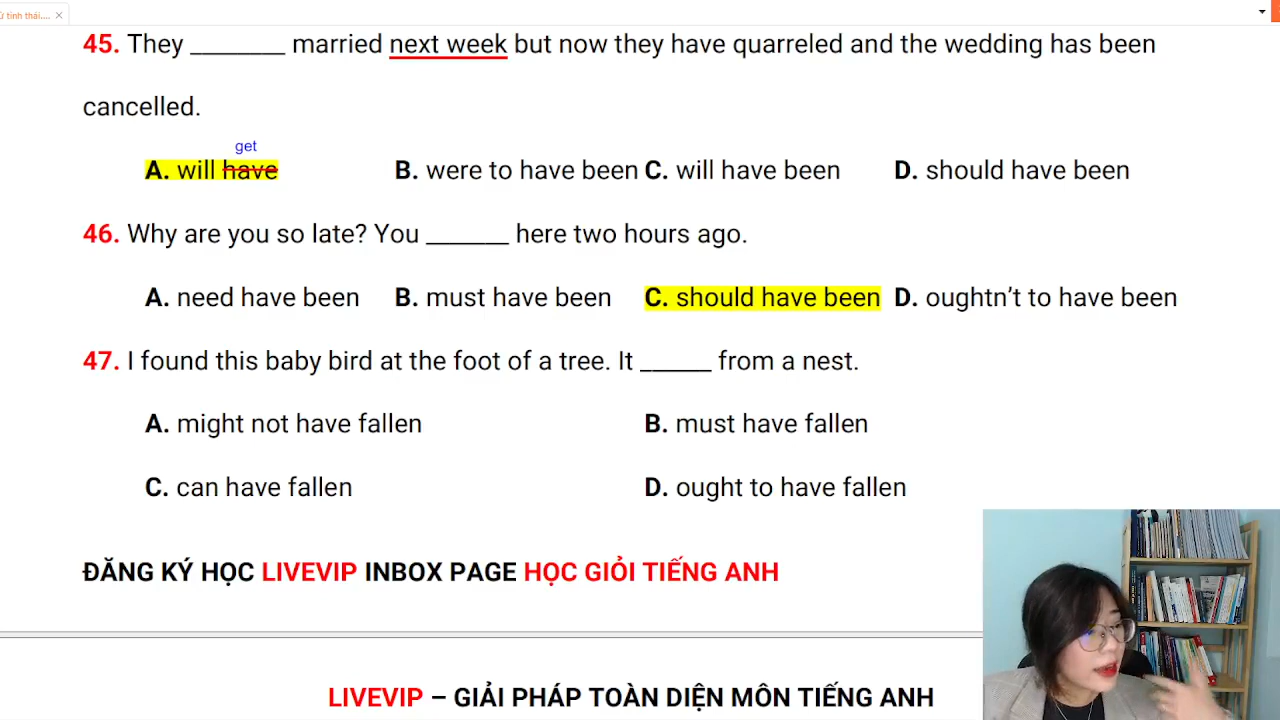 ừ tình thái....
45. They ________ married next week but now they have quarreled and the wedding has been
cancelled.
get
A. will have B. were to have been C. will have been D. should have been
46. Why are you so late? You _______ here two hours ago.
A. need have been B. must have been C. should have been D. oughtn’t to have been
47. I found this baby bird at the foot of a tree. It ______ from a nest.
A. might not have fallen B. must have fallen
C. can have fallen D. ought to have fallen
ĐĂNG KÝ HỌC LIVEVIP INBOX PAGE HỌC GIỎI TIẾNG ANH
LIVEVIP – GIẢI PHÁP TOÀN DIỆN MÔN TIẾNG ANH